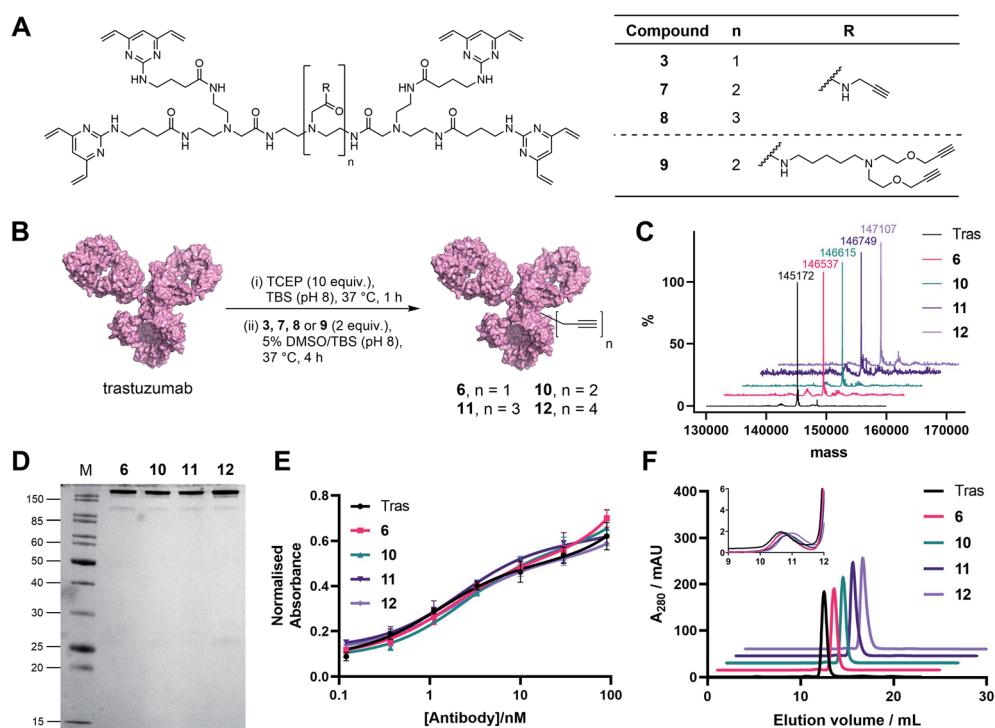 A
N
N
N
H
O
NH
N
N
H
O
N
H
N
O
N
H
N
R
O
n
N
H
O
N
N
H
O
HN
O
NH
N
N
H
N
N
Compound n R
3 1
7 2
N
H
8 3
9 2
N
H
N
O
O
B
trastuzumab
(i) TCEP (10 equiv.),
TBS (pH 8), 37 °C, 1 h
(ii) 3, 7, 8 or 9 (2 equiv.),
5% DMSO/TBS (pH 8),
37 °C, 4 h
n
6, n = 1 10, n = 2
11, n = 3 12, n = 4
C
147107
146749
146615
146537
145172
Tras
6
10
11
12
%
100
50
0
130000 140000 150000 160000 170000
mass
D
M 6 10 11 12
150
85
60
50
40
30
25
20
15
E
Normalised
Absorbance
0.8
0.6
0.4
0.2
0.0
Tras
6
10
11
12
0.1 1 10 100
[Antibody]/nM
F
A280 / mAU
400
300
200
100
0
6
4
2
0
9 10 11 12
Tras
6
10
11
12
0 10 20 30
Elution volume / mL